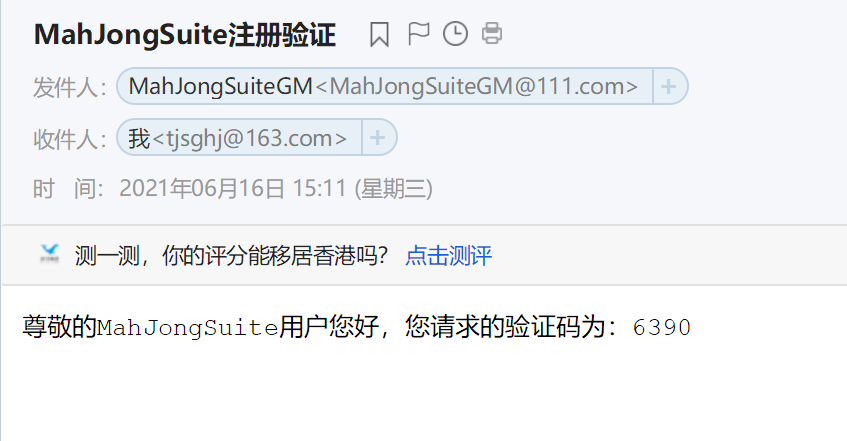 MahJongSuite注册验证
发件人：MahJongSuiteGM<MahJongSuiteGM@111.com> +
收件人：我<tjsghj@163.com> +
时 间：2021年06月16日 15:11 (星期三)
测一测，你的评分能移居香港吗？ 点击测评
尊敬的MahJongSuite用户您好，您请求的验证码为：6390